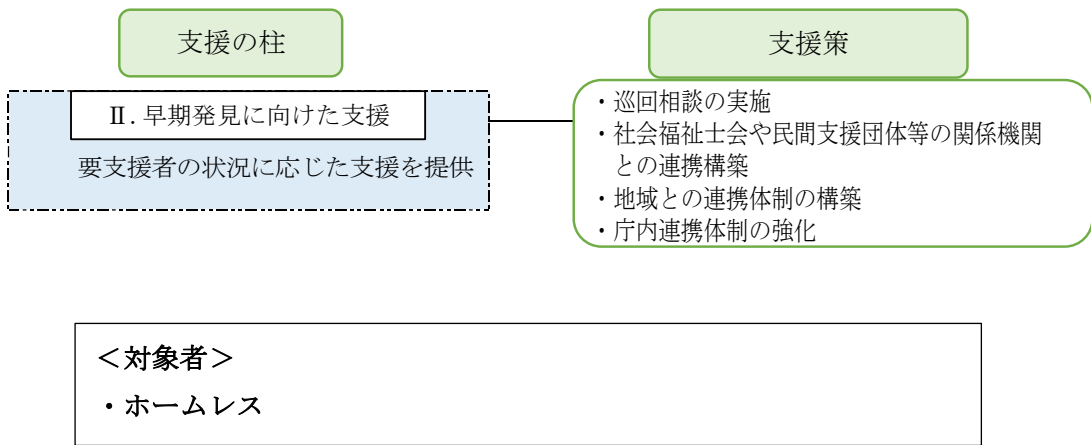 支援の柱
支援策
Ⅱ. 早期発見に向けた支援
要支援者の状況に応じた支援を提供
・巡回相談の実施
・社会福祉士会や民間支援団体等の関係機関
との連携構築
・地域との連携体制の構築
・庁内連携体制の強化
＜対象者＞
・ホームレス